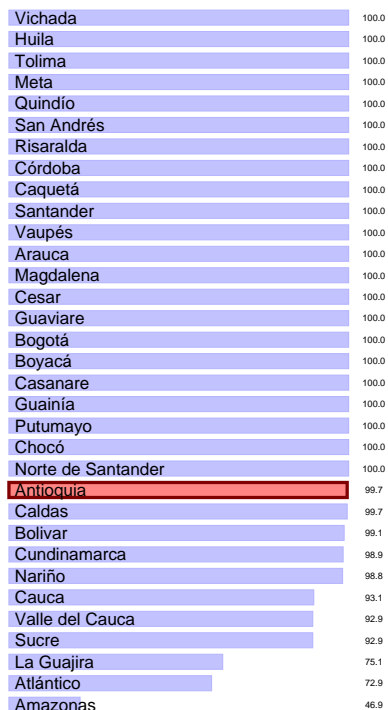 Vichada 100.0
Huila 100.0
Tolima 100.0
Meta 100.0
Quindío 100.0
San Andrés 100.0
Risaralda 100.0
Córdoba 100.0
Caquetá 100.0
Santander 100.0
Vaupés 100.0
Arauca 100.0
Magdalena 100.0
Cesar 100.0
Guaviare 100.0
Bogotá 100.0
Boyacá 100.0
Casanare 100.0
Guainía 100.0
Putumayo 100.0
Chocó 100.0
Norte de Santander 100.0
Antioquia 99.7
Caldas 99.7
Bolivar 99.1
Cundinamarca 98.9
Nariño 98.8
Cauca 93.1
Valle del Cauca 92.9
Sucre 92.9
La Guajira 75.1
Atlántico 72.9
Amazonas 46.9